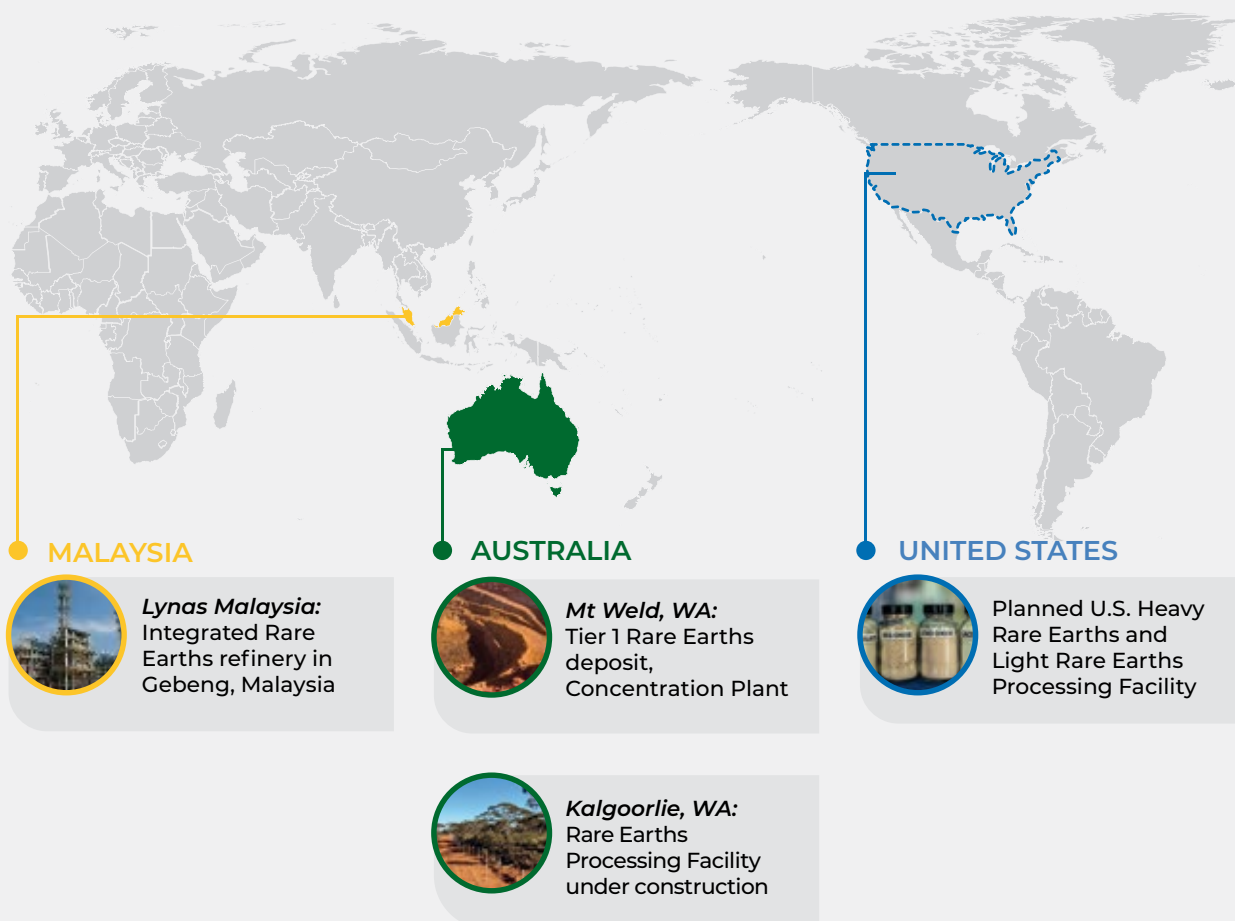 MALAYSIA
Lynas Malaysia:
Integrated Rare
Earths refinery in
Gebeng, Malaysia
AUSTRALIA
Mt Weld, WA:
Tier 1 Rare Earths
deposit,
Concentration Plant
Kalgoorlie, WA:
Rare Earths
Processing Facility
under construction
UNITED STATES
Planned U.S. Heavy
Rare Earths and
Light Rare Earths
Processing Facility